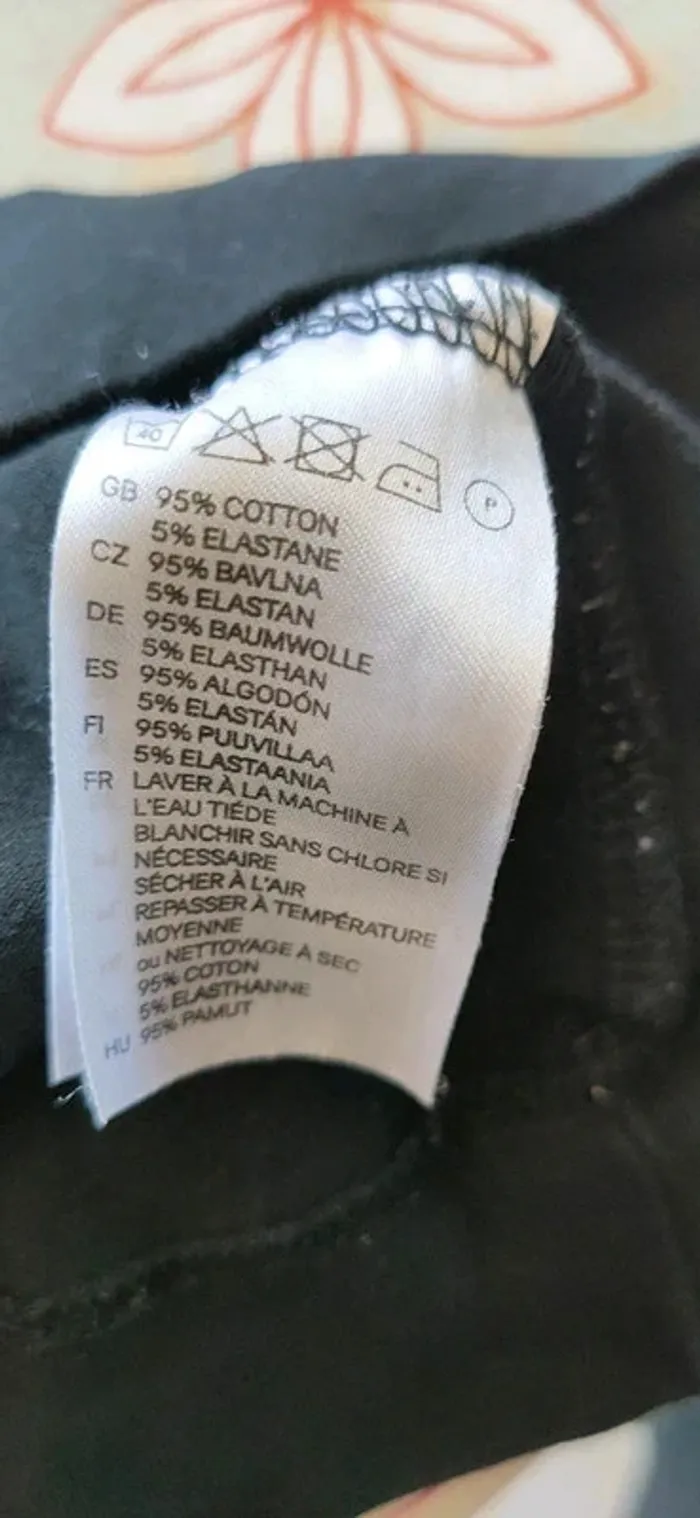 40
P
GB 95% COTTON
5% ELASTANE
CZ 95% BAVLNA
5% ELASTAN
DE 95% BAUMWOLLE
5% ELASTHAN
ES 95% ALGODÓN
5% ELASTÁN
FI 95% PUUVILLAA
5% ELASTAANIA
FR LAVER À LA MACHINE À
L'EAU TIÉDE
BLANCHIR SANS CHLORE SI
NÉCESSAIRE
SÉCHER À L'AIR
REPASSER À TEMPÉRATURE
MOYENNE
OU NETTOYAGE À SEC
95% COTON
5% ELASTHANNE
HU 95% PAMUT